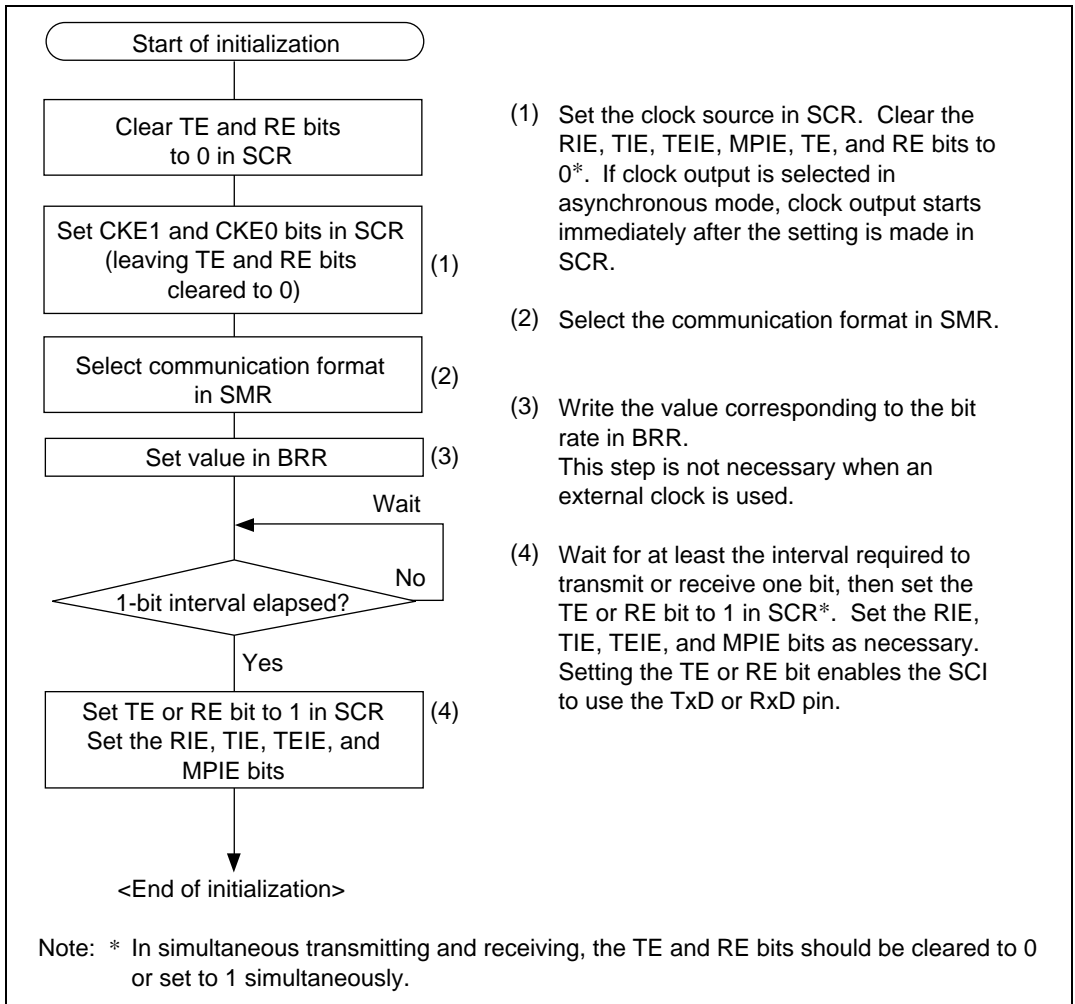 Start of initialization
Clear TE and RE bits
to 0 in SCR
Set CKE1 and CKE0 bits in SCR
(leaving TE and RE bits
cleared to 0)
(1)
Select communication format
in SMR
(2)
Set value in BRR
(3)
Wait
1-bit interval elapsed?
No
Yes
Set TE or RE bit to 1 in SCR
Set the RIE, TIE, TEIE, and
MPIE bits
(4)
<End of initialization>
(1) Set the clock source in SCR. Clear the
RIE, TIE, TEIE, MPIE, TE, and RE bits to
0*. If clock output is selected in
asynchronous mode, clock output starts
immediately after the setting is made in
SCR.
(2) Select the communication format in SMR.
(3) Write the value corresponding to the bit
rate in BRR.
This step is not necessary when an
external clock is used.
(4) Wait for at least the interval required to
transmit or receive one bit, then set the
TE or RE bit to 1 in SCR*. Set the RIE,
TIE, TEIE, and MPIE bits as necessary.
Setting the TE or RE bit enables the SCI
to use the TxD or RxD pin.
Note: * In simultaneous transmitting and receiving, the TE and RE bits should be cleared to 0
or set to 1 simultaneously.